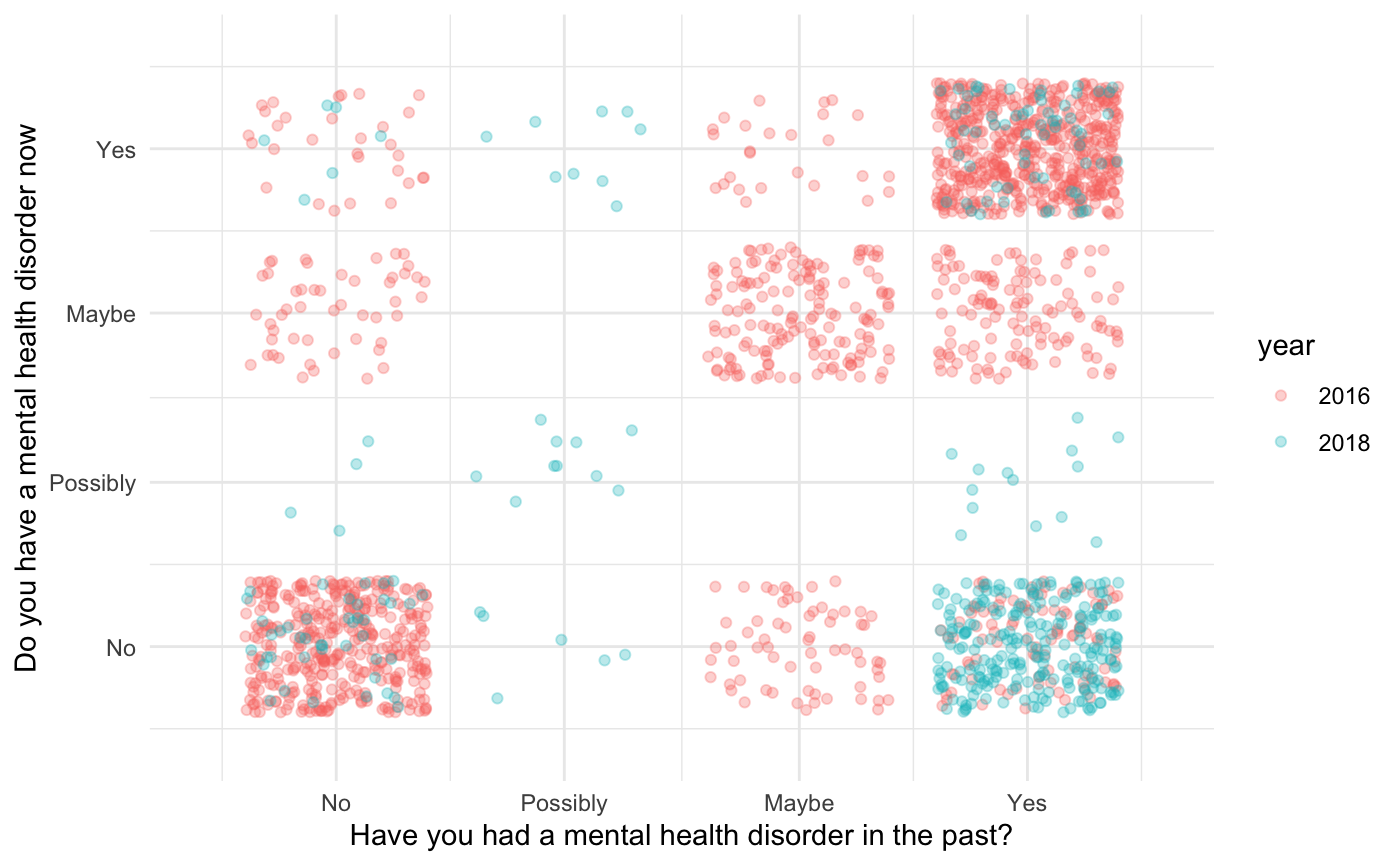 Do you have a mental health disorder now
Yes
Maybe
Possibly
No
No
Possibly
Maybe
Yes
Have you had a mental health disorder in the past?
year
2016
2018